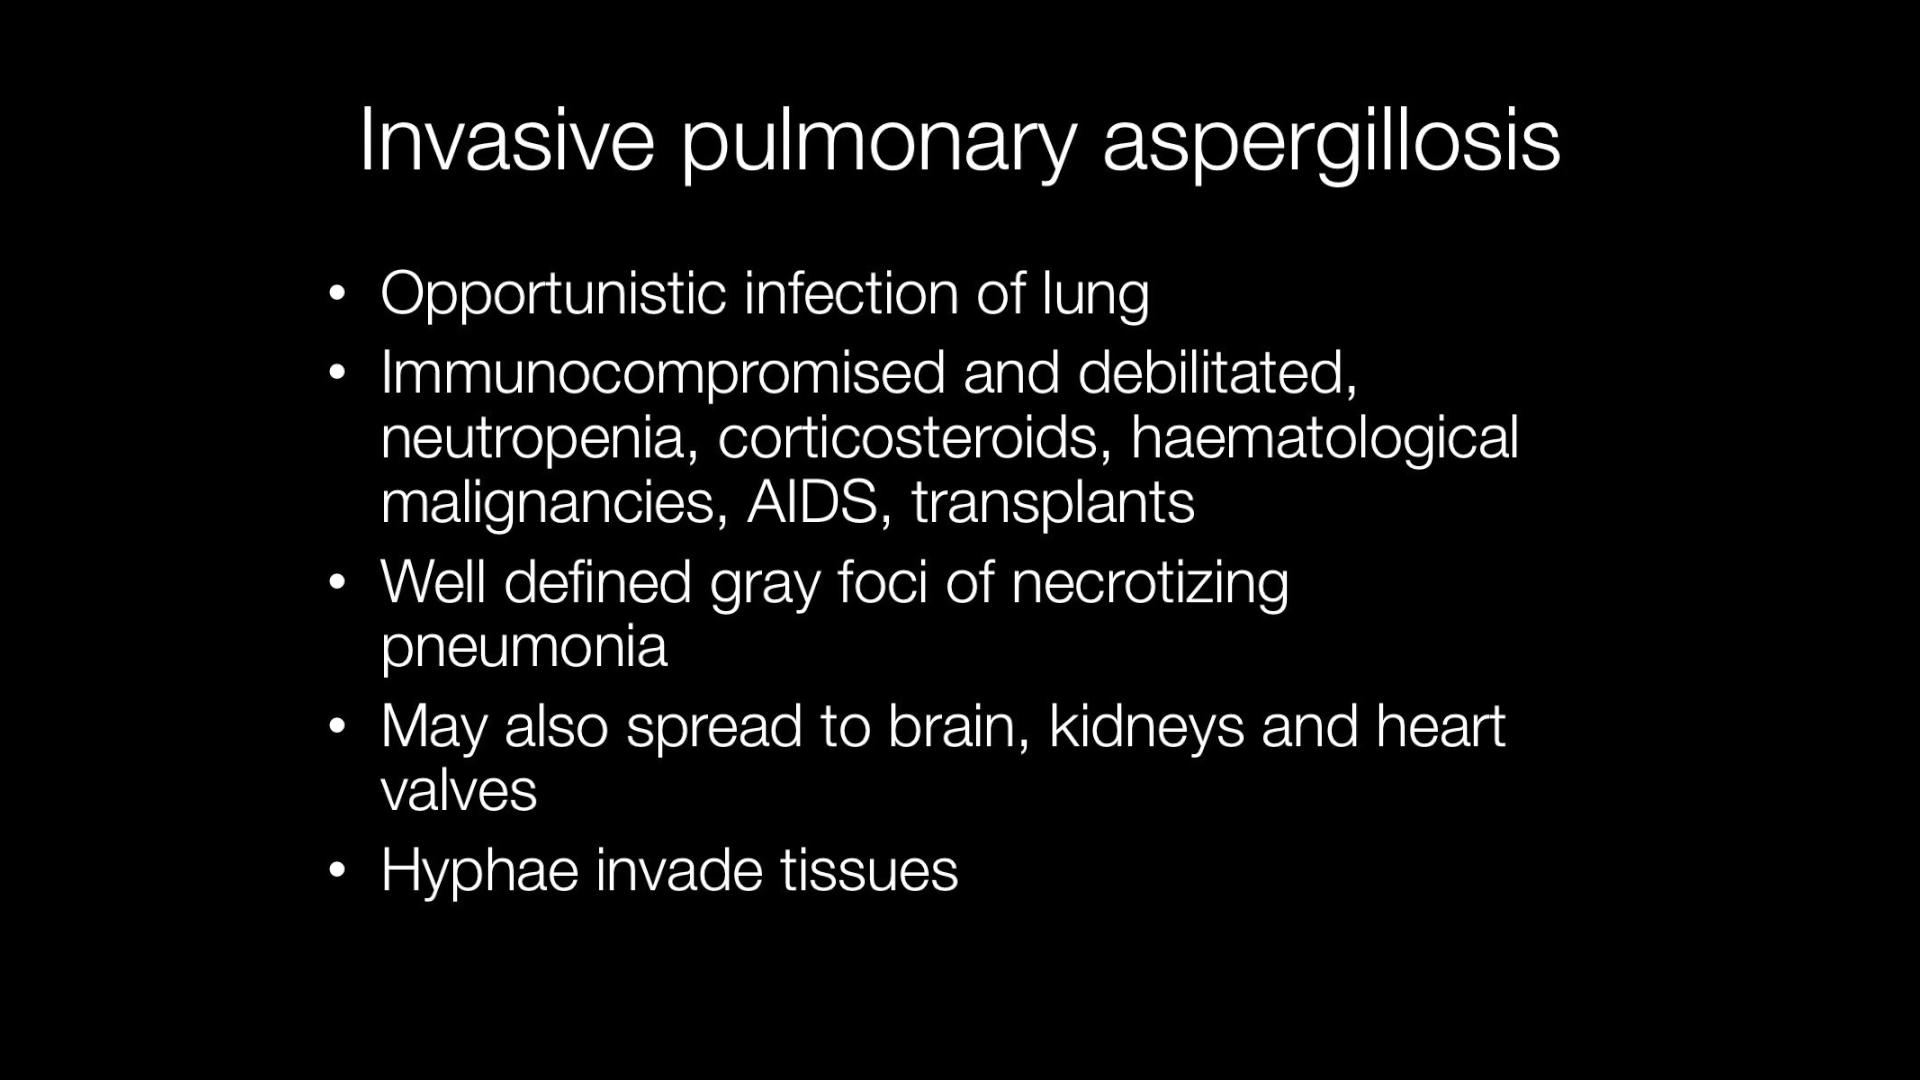 Invasive pulmonary aspergillosis
• Opportunistic infection of lung
• Immunocompromised and debilitated,
neutropenia, corticosteroids, haematological
malignancies, AIDS, transplants
• Well defined gray foci of necrotizing
pneumonia
• May also spread to brain, kidneys and heart
valves
• Hyphae invade tissues